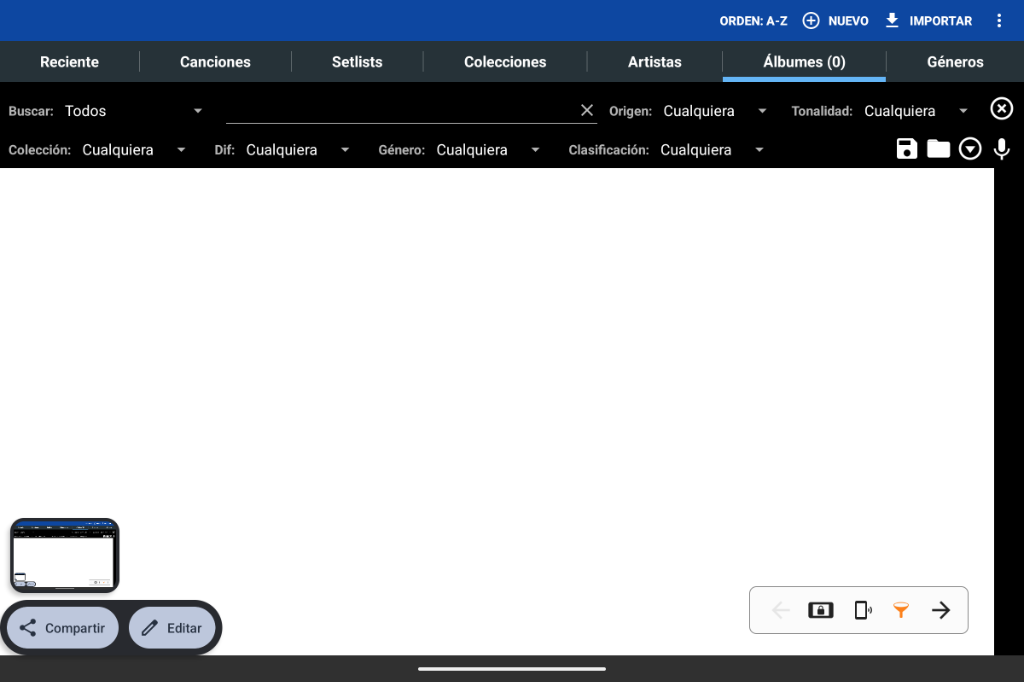 ORDEN: A-Z NUEVO IMPORTAR
Reciente Canciones Setlists Colecciones Artistas Álbumes (0) Géneros
Buscar: Todos Origen: Cualquiera Tonalidad: Cualquiera
Colección: Cualquiera Dif: Cualquiera Género: Cualquiera Clasificación: Cualquiera
Compartir Editar